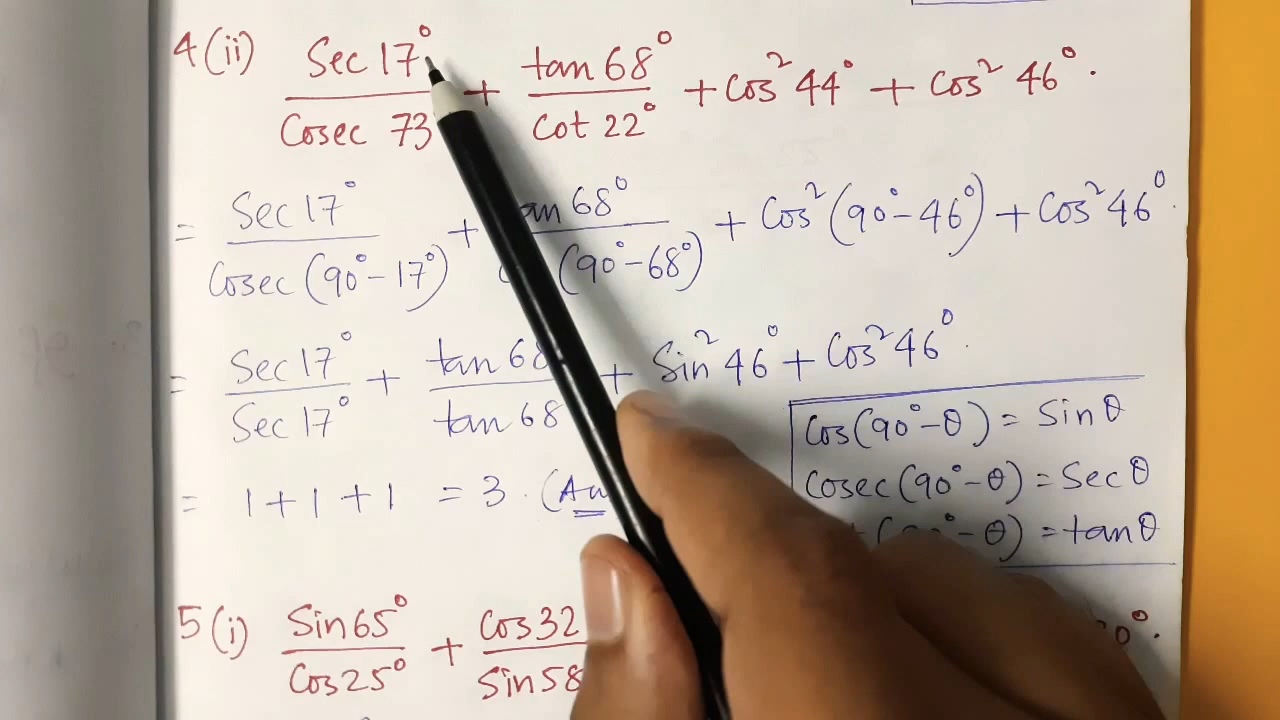 4(ii) Sec 17° / Cosec 73 + tan 68° / Cot 22° + Cos² 44° + Cos² 46°.
= Sec 17° / Cosec (90° - 17°) + tan 68° / (90° - 68°) + Cos² (90° - 46°) + Cos² 46°.
= Sec 17° / Sec 17° + tan 68 / tan 68 + Sin² 46° + Cos² 46°.
Cos(90° - θ) = Sin θ
Cosec (90° - θ) = Sec θ
(90° - θ) = tan θ
= 1 + 1 + 1 = 3. (
5(i) Sin 65° / Cos 25° + Cos 32 / Sin 58 0°.